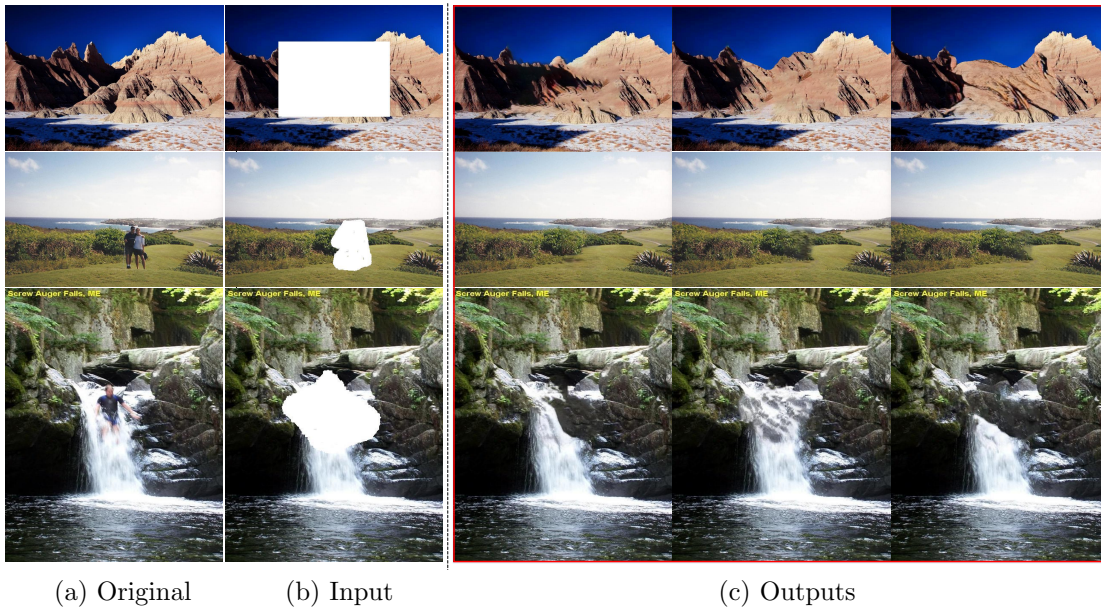 Screw Auger Falls, ME
Screw Auger Falls, ME
Screw Auger Falls, ME
Screw Auger Falls, ME
Screw Auger Falls, ME
(a) Original
(b) Input
(c) Outputs